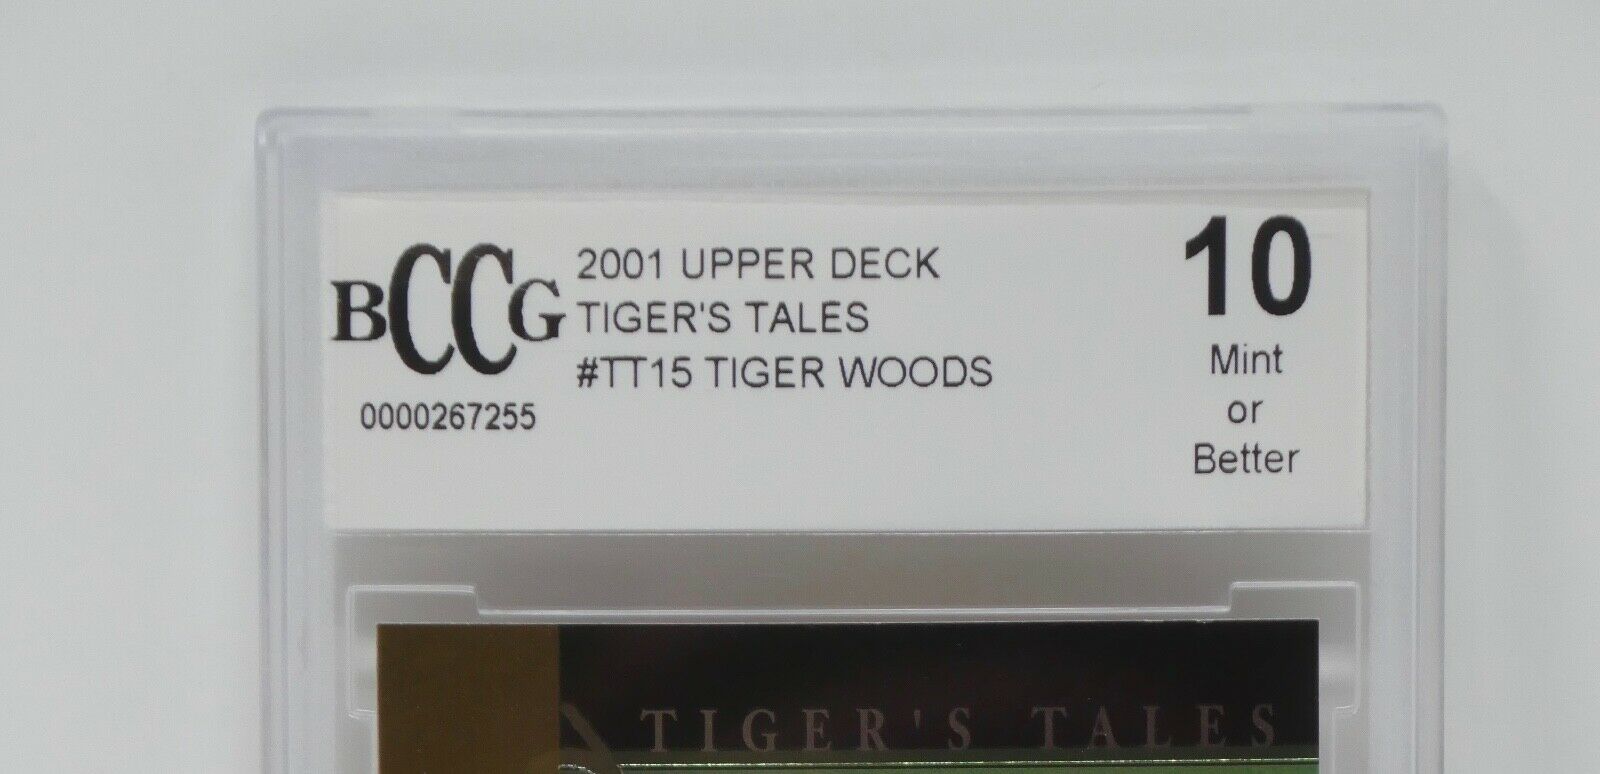 BCCG
0000267255
2001 UPPER DECK
TIGER'S TALES
#TT15 TIGER WOODS
10
Mint
or
Better
TIGER'S TALES